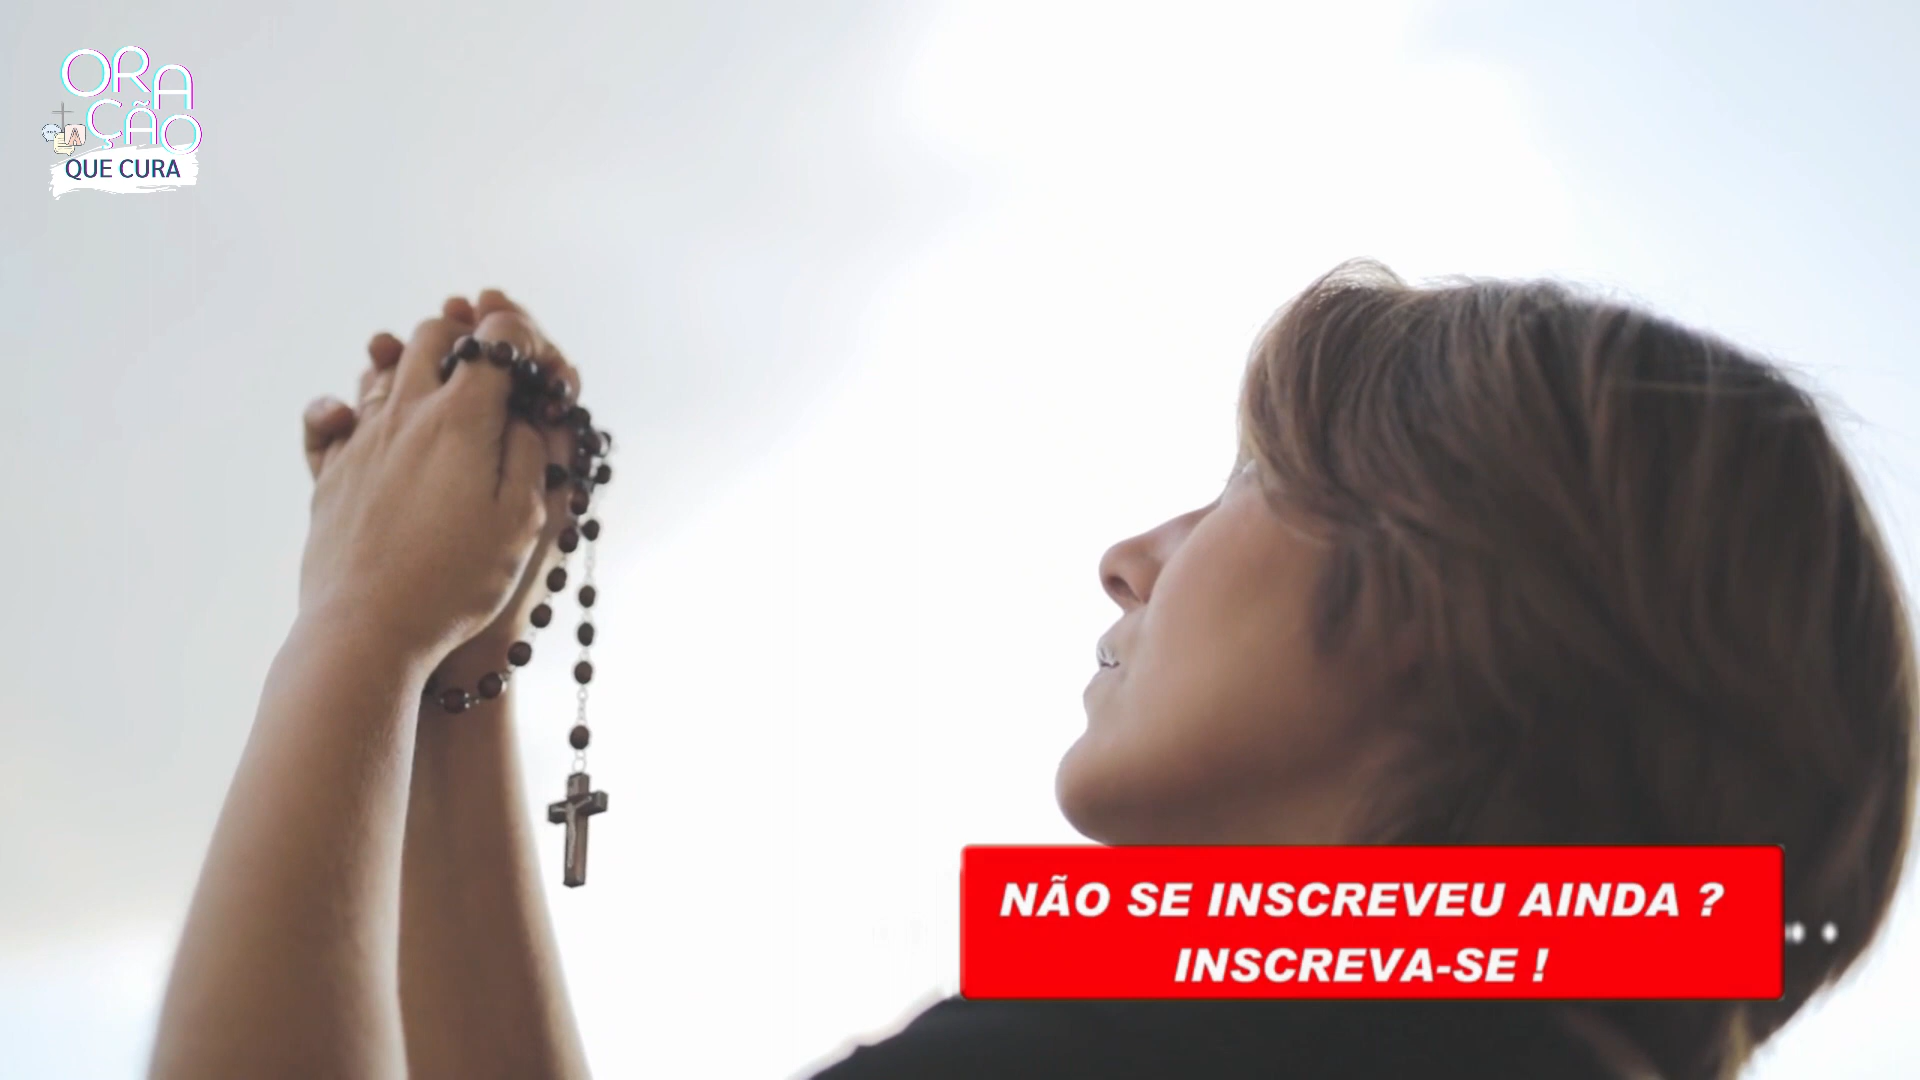 ORA
ÇÃO
QUE CURA
NÃO SE INSCREVEU AINDA ?
INSCREVA-SE !